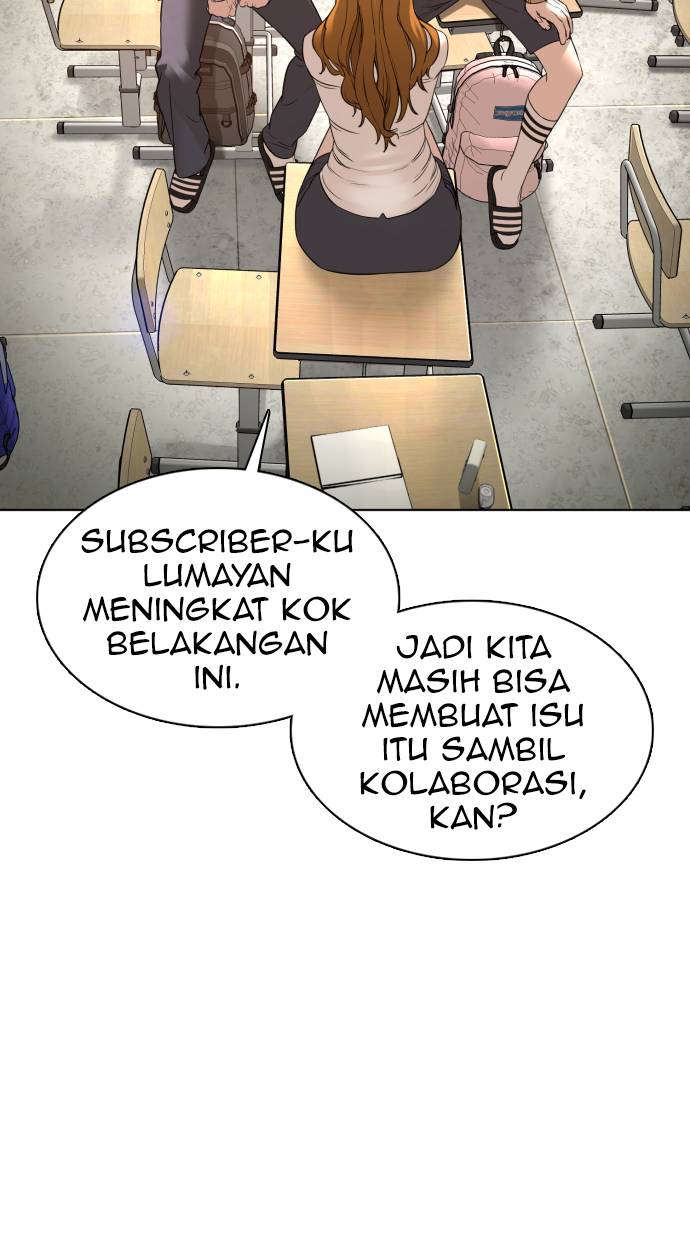 SUBSCRIBER-KU
LUMAYAN
MENINGKAT KOK
BELAKANGAN
INI.
JADI KITA
MASIH BISA
MEMBUAT ISU
ITU SAMBIL
KOLABORASI,
KAN?